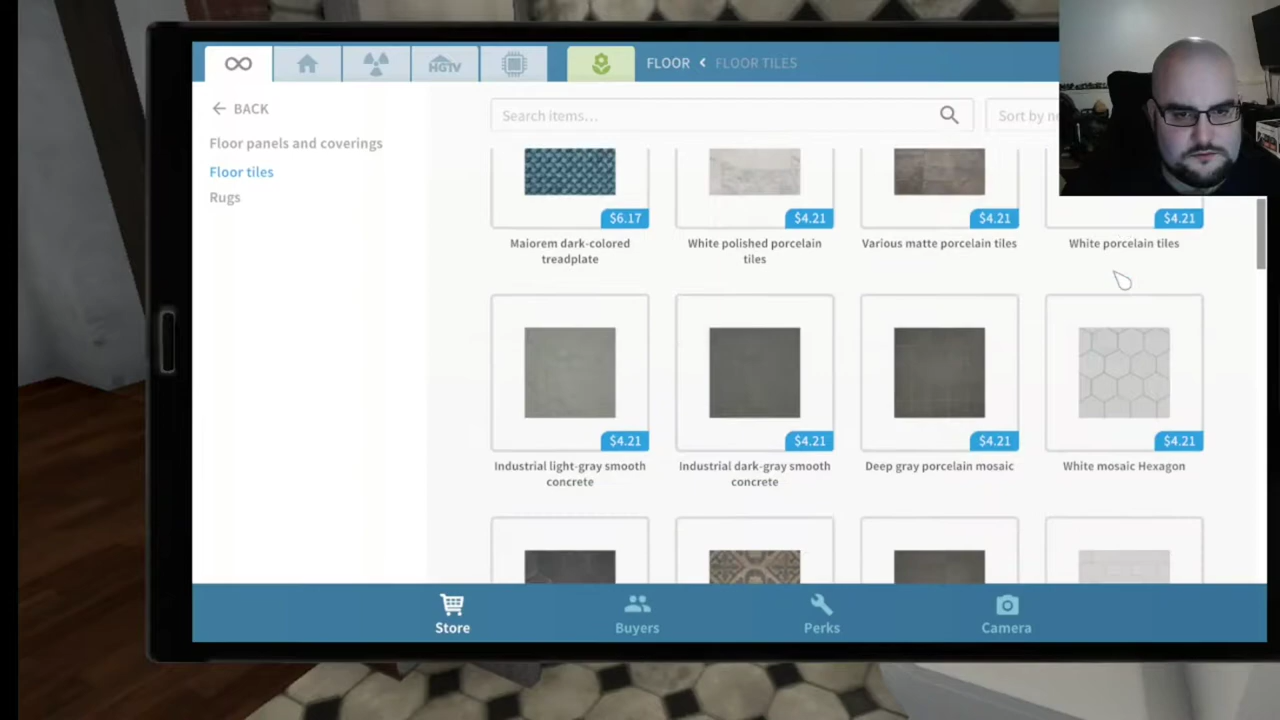 HGTV
FLOOR < FLOOR TILES
BACK
Search items...
Sort by ne
Floor panels and coverings
Floor tiles
Rugs
$6.17
$4.21
$4.21
$4.21
Maiorem dark-colored
treadplate
White polished porcelain
tiles
Various matte porcelain tiles
White porcelain tiles
$4.21
$4.21
$4.21
$4.21
Industrial light-gray smooth
concrete
Industrial dark-gray smooth
concrete
Deep gray porcelain mosaic
White mosaic Hexagon
Store
Buyers
Perks
Camera